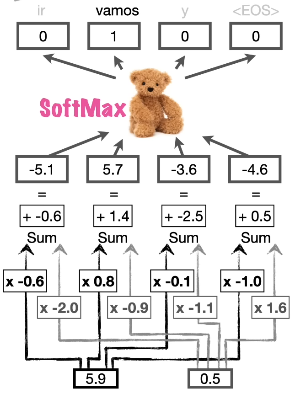 ir vamos y <EOS>
0 1 0 0
SoftMax
-5.1 5.7 -3.6 -4.6
= = = =
+ -0.6 + 1.4 + -2.5 + 0.5
Sum Sum Sum Sum
x -0.6 x 0.8 x -0.1 x -1.0
x -2.0 x -0.9 x -1.1 x 1.6
5.9 0.5